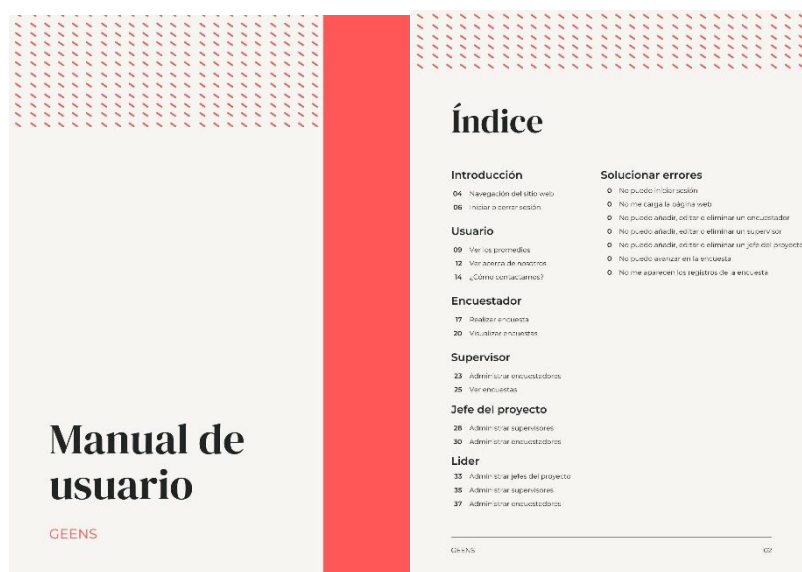 Manual de
usuario
GEENS
Índice
Introducción
04 Navegación del sitio web
06 Iniciar o cerrar sesión
Usuario
09 Ver los promedios
12 Ver acerca de nosotros
14 ¿Cómo contactarnos?
Encuestador
17 Realizar encuesta
20 Visualizar encuestas
Supervisor
23 Administrar encuestadores
25 Ver encuestas
Jefe del proyecto
28 Administrar supervisores
30 Administrar encuestadores
Lider
33 Administrar jefes del proyecto
35 Administrar supervisores
37 Administrar encuestadores
Solucionar errores
0 No puedo iniciar sesión
0 No me carga la página web
0 No puedo añadir, editar o eliminar un encuestador
0 No puedo añadir, editar o eliminar un supervisor
0 No puedo añadir, editar o eliminar un jefe del proyecto
0 No puedo avanzar en la encuesta
0 No me aparecen los registros de la encuesta
GEENS
02